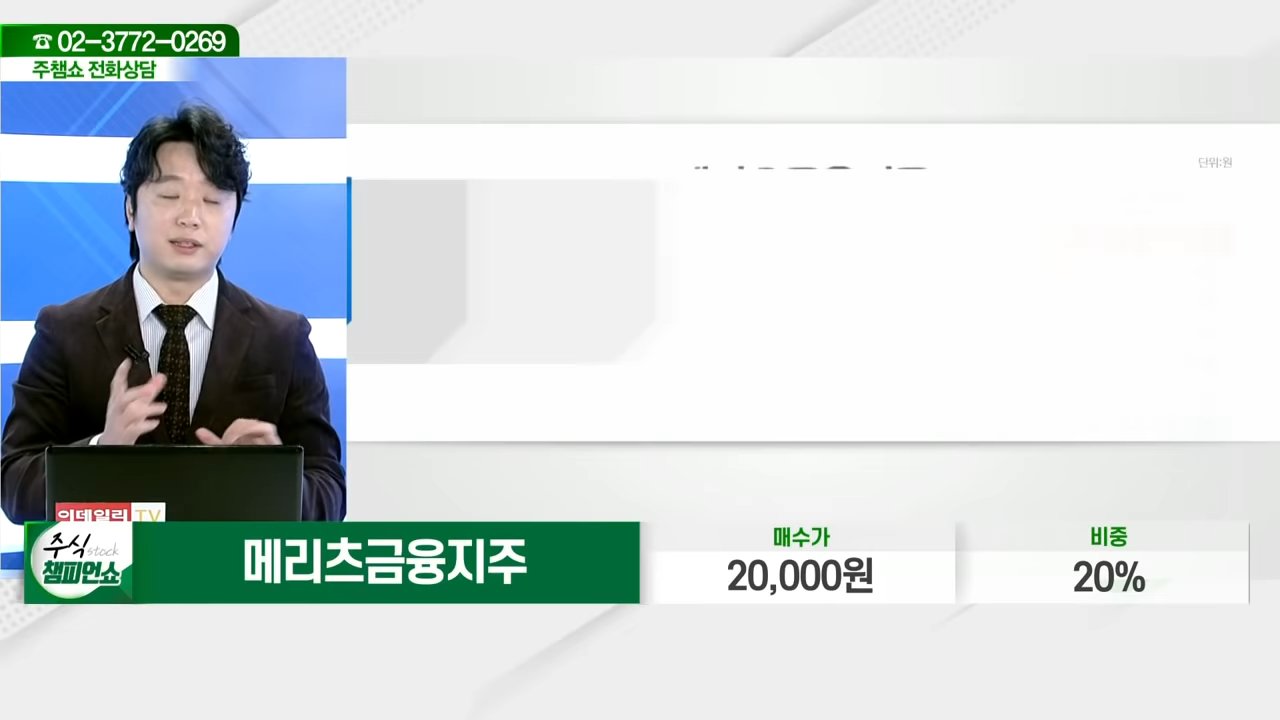 ☎ 02-3772-0269
주챔쇼 전화상담
단위:원
이데일리 TV
주식 stock
챔피언쇼
메리츠금융지주
매수가
20,000원
비중
20%